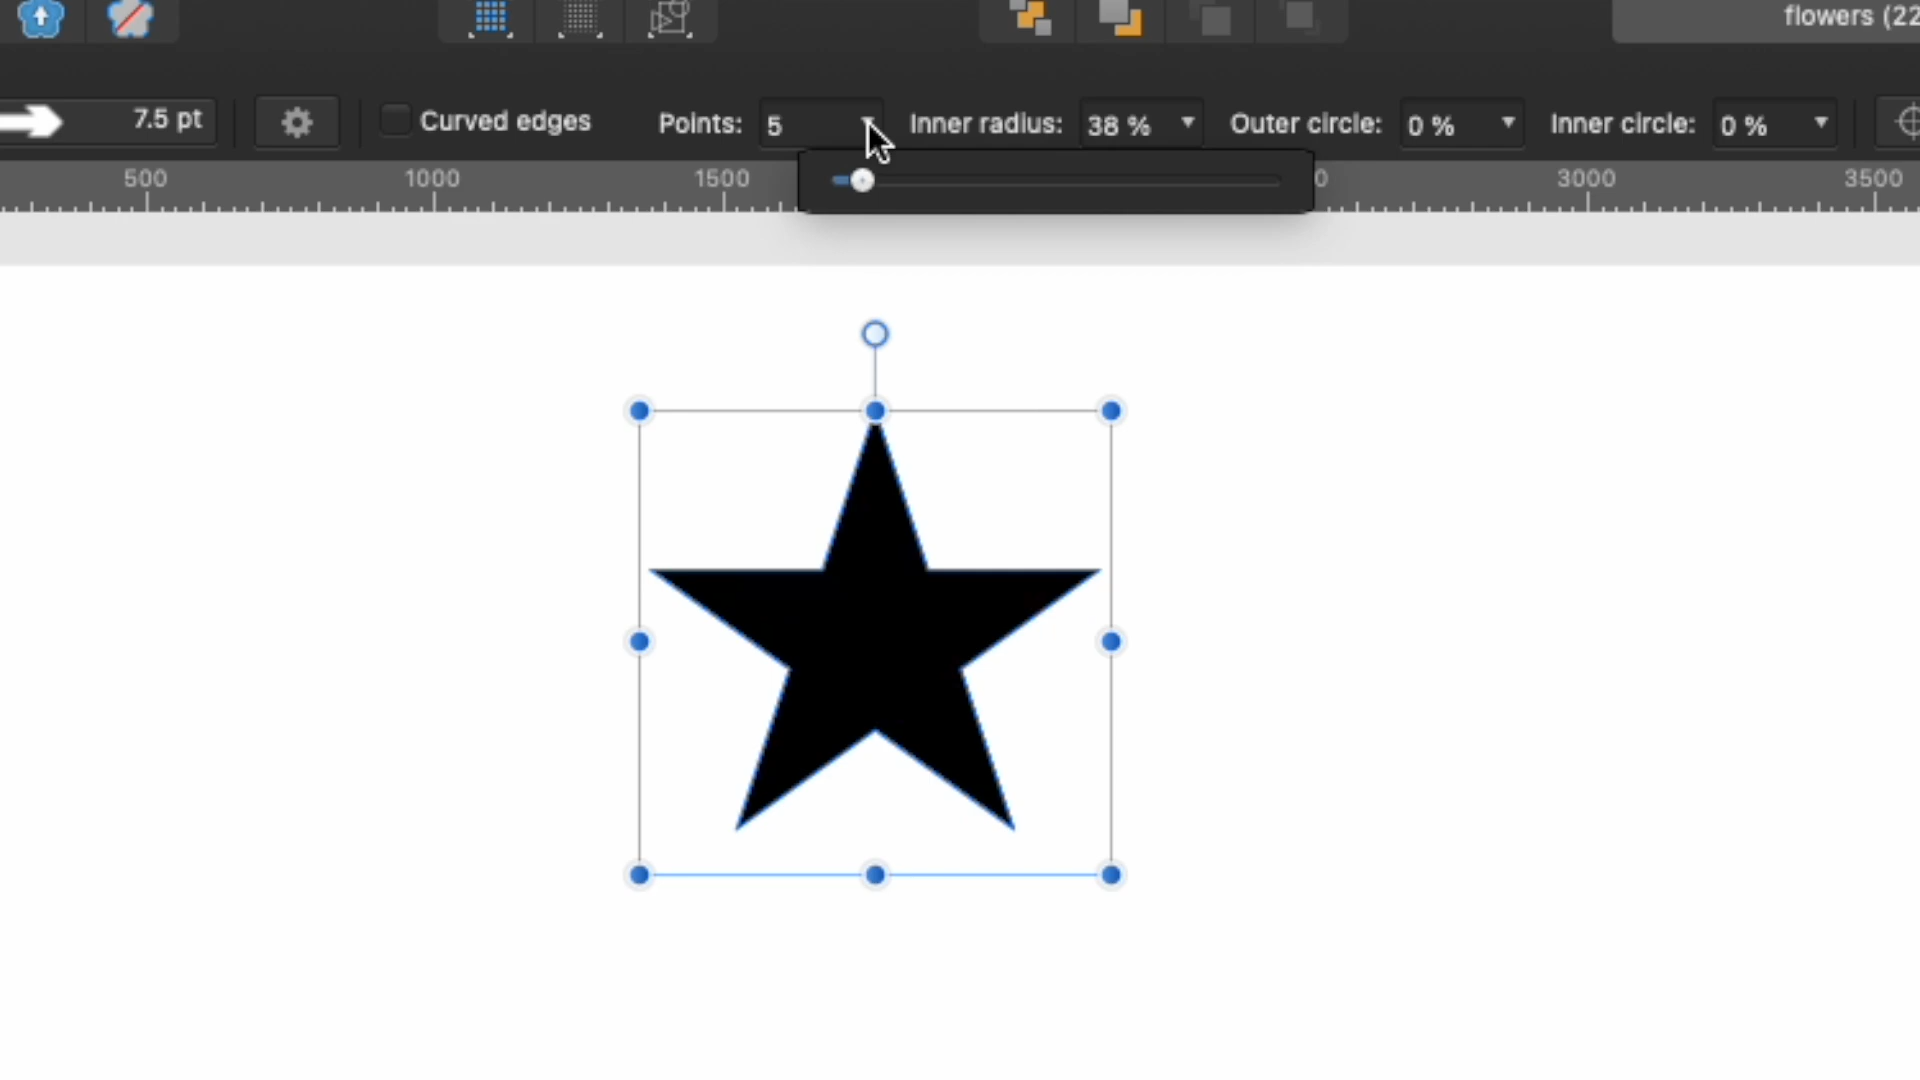 flowers (22
7.5 pt Curved edges Points: 5 Inner radius: 38 % Outer circle: 0 % Inner circle: 0 %
500 1000 1500 0 3000 3500